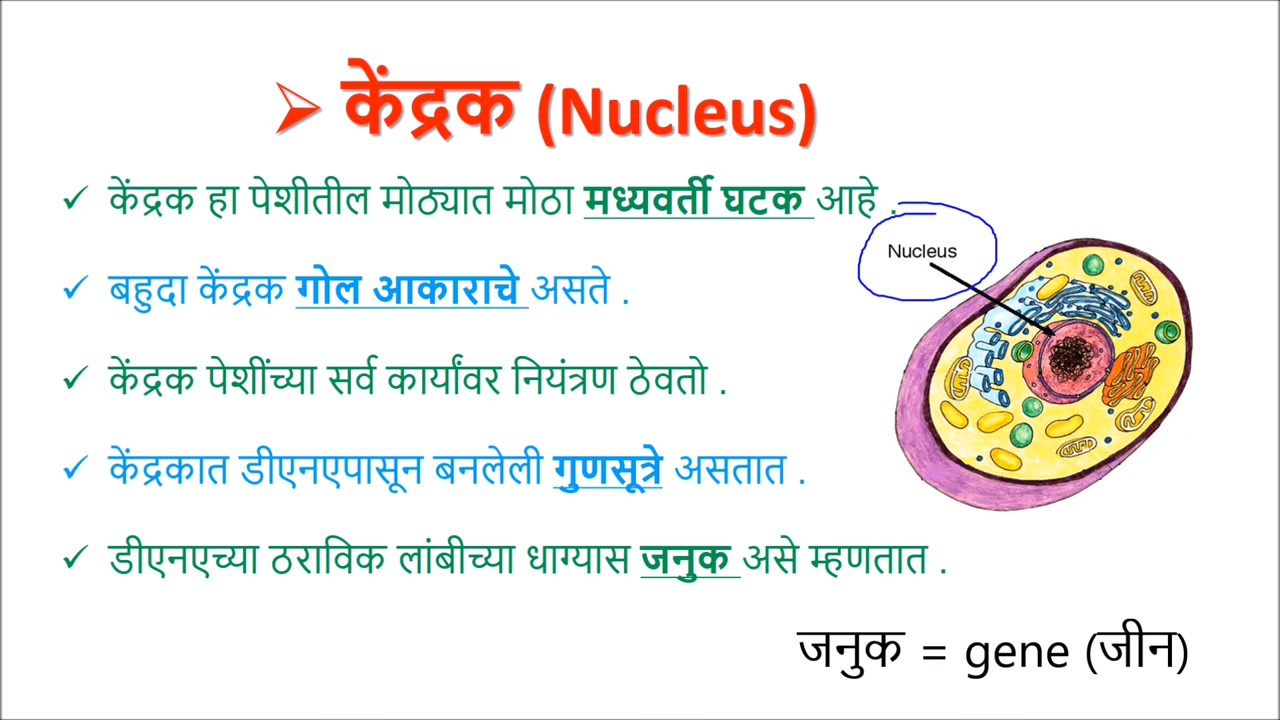 केंद्रक (Nucleus)
केंद्रक हा पेशीतील मोठ्यात मोठा मध्यवर्ती घटक आहे .
Nucleus
बहुदा केंद्रक गोल आकाराचे असते .
केंद्रक पेशींच्या सर्व कार्यांवर नियंत्रण ठेवतो .
केंद्रकात डीएनएपासून बनलेली गुणसूत्रे असतात .
डीएनएच्या ठराविक लांबीच्या धाग्यास जनुक असे म्हणतात .
जनुक = gene (जीन)